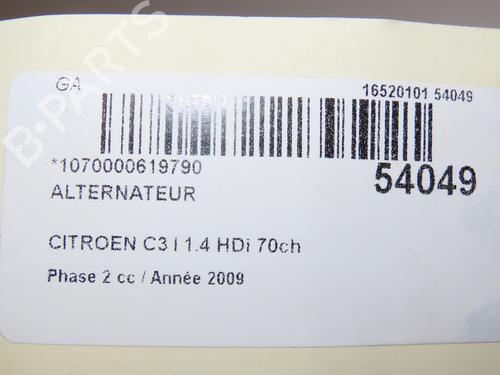 B-PARTS
GA
16520101 54049
*1070000619790
54049
ALTERNATEUR
CITROEN C3 I 1.4 HDi 70ch
Phase 2 cc / Année 2009